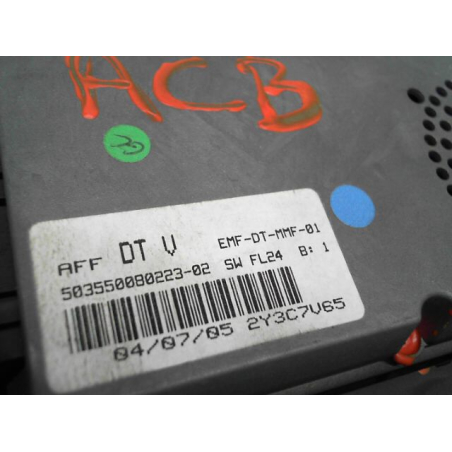 ACB
AFF DT V EMF-DT-MMF-01
503550080223-02 SW FL24 B: 1
04/07/05 2Y3C7V65